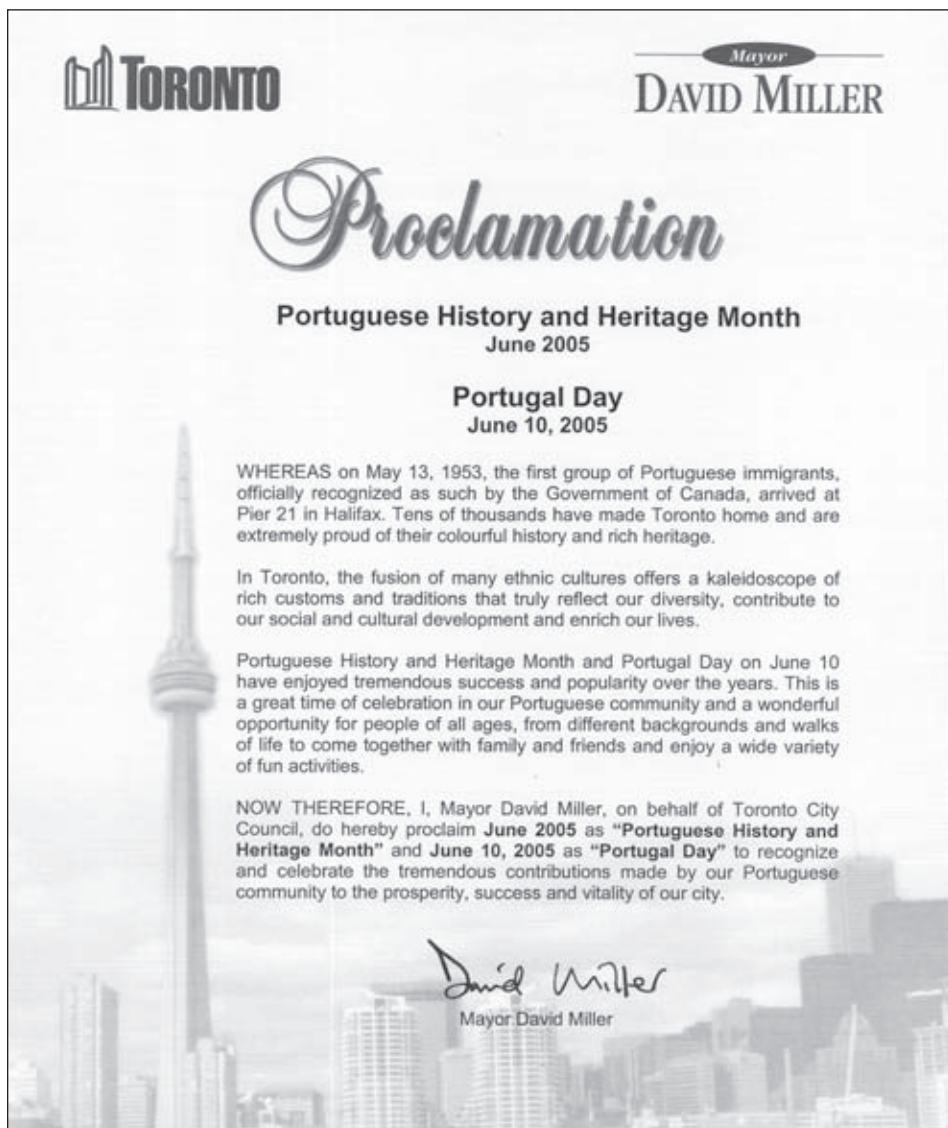 TORONTO
Mayor
DAVID MILLER
Proclamation
Portuguese History and Heritage Month
June 2005
Portugal Day
June 10, 2005
WHEREAS on May 13, 1953, the first group of Portuguese immigrants,
officially recognized as such by the Government of Canada, arrived at
Pier 21 in Halifax. Tens of thousands have made Toronto home and are
extremely proud of their colourful history and rich heritage.
In Toronto, the fusion of many ethnic cultures offers a kaleidoscope of
rich customs and traditions that truly reflect our diversity, contribute to
our social and cultural development and enrich our lives.
Portuguese History and Heritage Month and Portugal Day on June 10
have enjoyed tremendous success and popularity over the years. This is
a great time of celebration in our Portuguese community and a wonderful
opportunity for people of all ages, from different backgrounds and walks
of life to come together with family and friends and enjoy a wide variety
of fun activities.
NOW THEREFORE, I, Mayor David Miller, on behalf of Toronto City
Council, do hereby proclaim June 2005 as “Portuguese History and
Heritage Month” and June 10, 2005 as “Portugal Day” to recognize
and celebrate the tremendous contributions made by our Portuguese
community to the prosperity, success and vitality of our city.
David Miller
Mayor David Miller